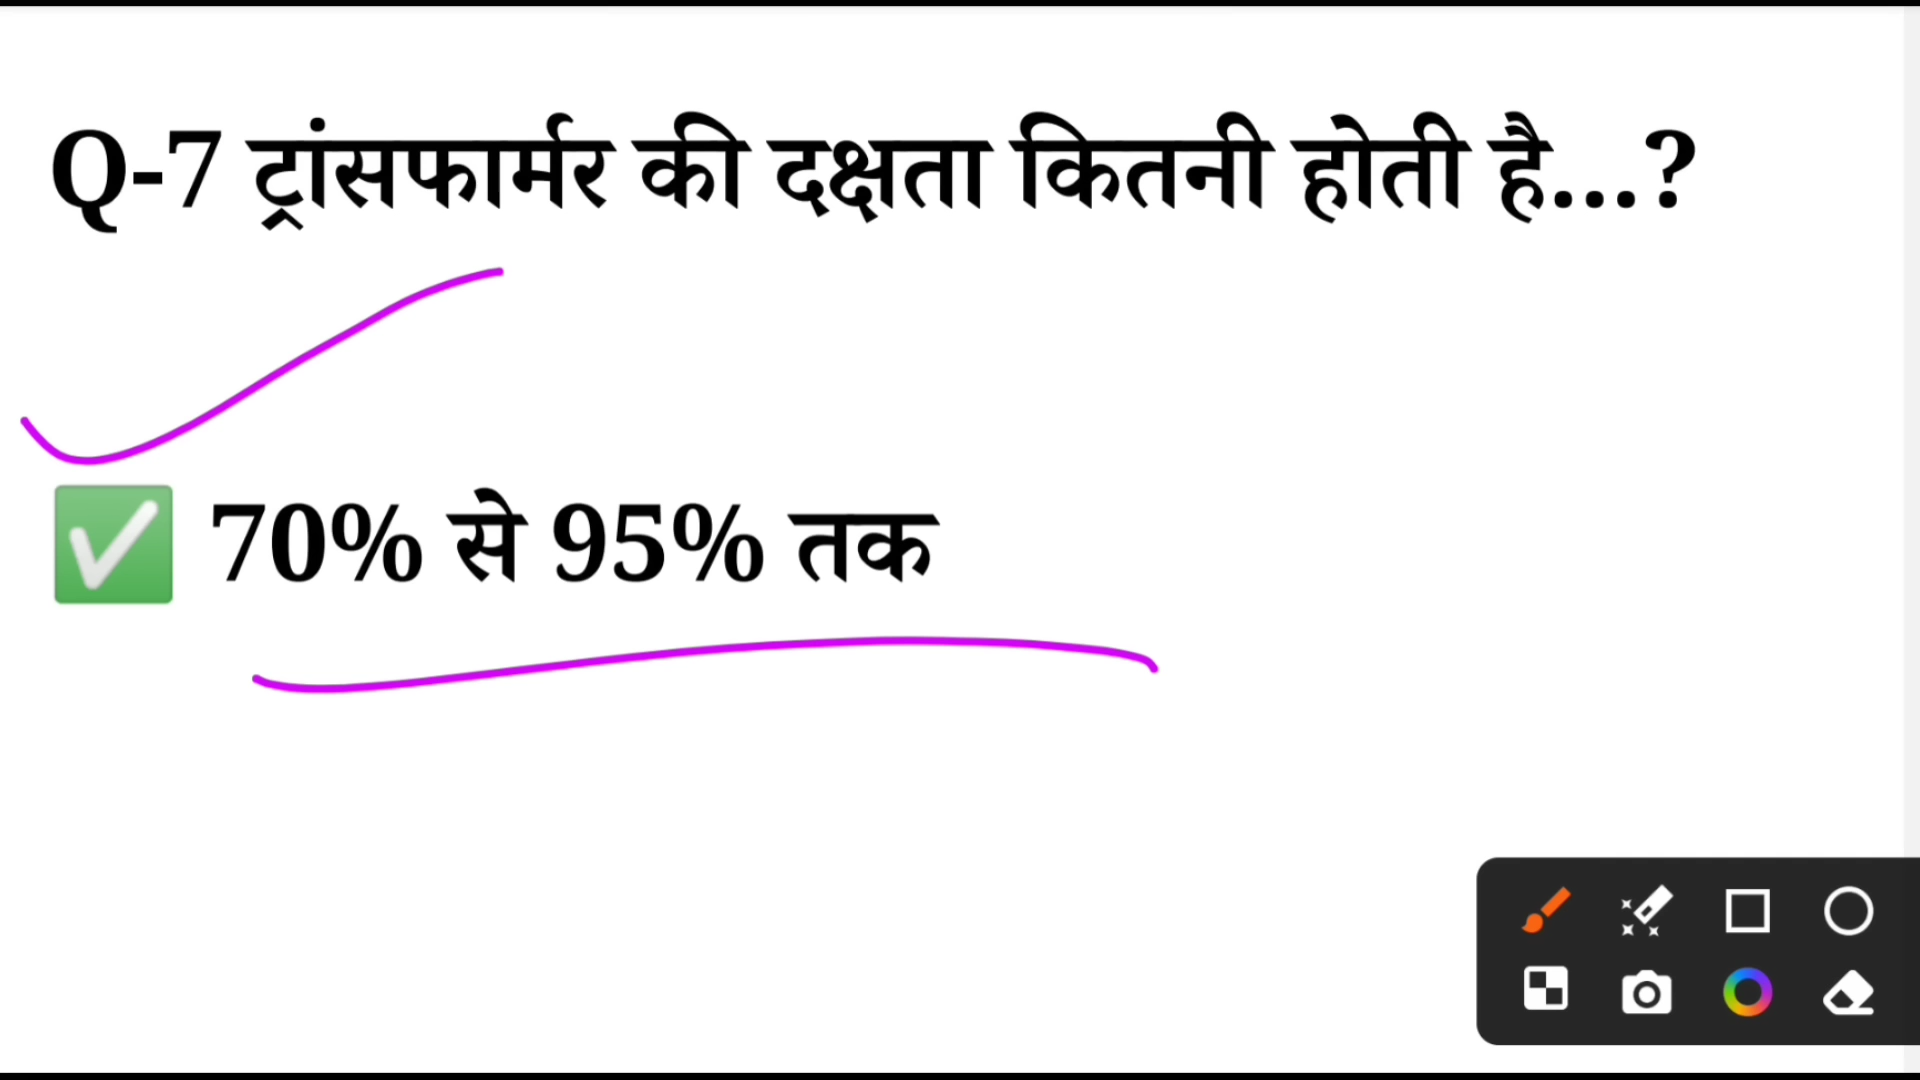 Q-7 ट्रांसफार्मर की दक्षता कितनी होती है...?
✅ 70% से 95% तक